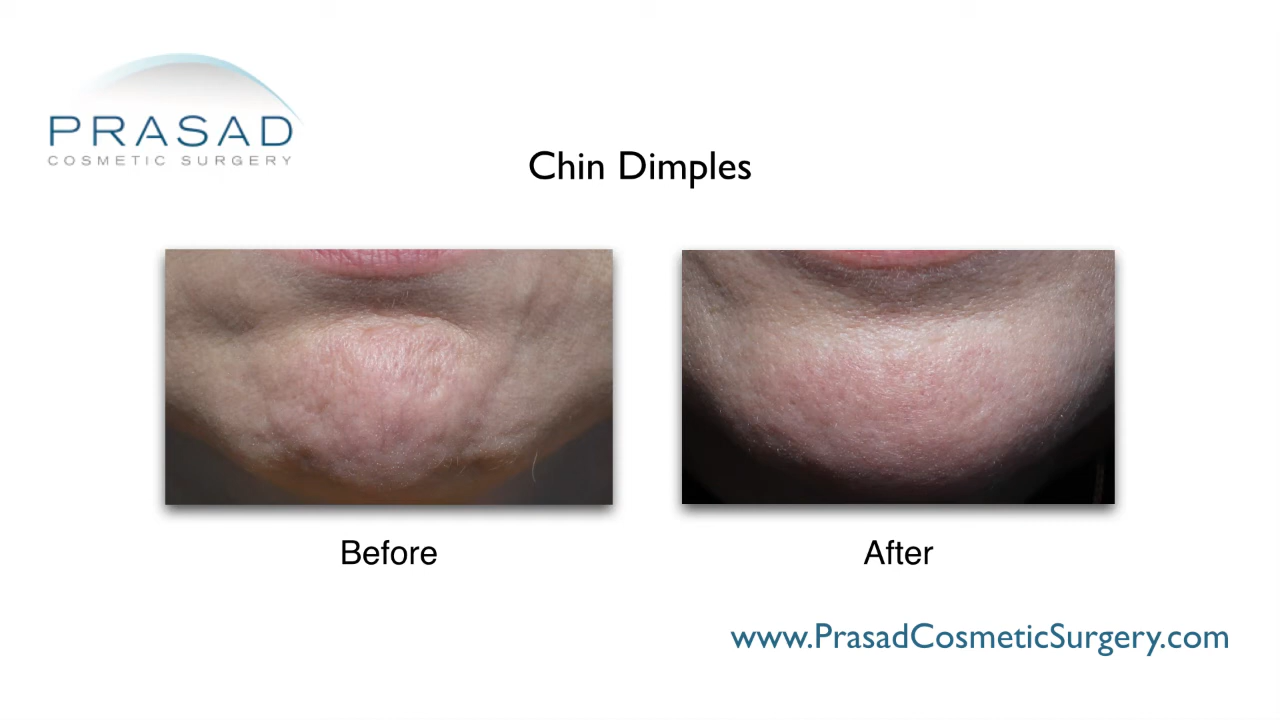 PRASAD
COSMETIC SURGERY
Chin Dimples
Before
After
www.PrasadCosmeticSurgery.com